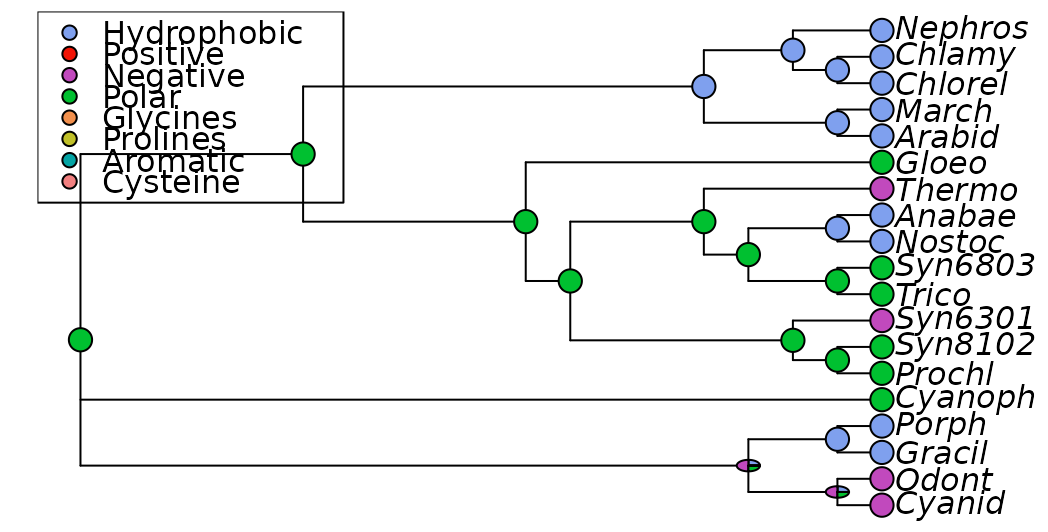 Hydrophobic
Positive
Negative
Polar
Glycines
Prolines
Aromatic
Cysteine
Nephros
Chlamy
Chlorel
March
Arabid
Gloeo
Thermo
Anabae
Nostoc
Syn6803
Trico
Syn6301
Syn8102
Prochl
Cyanoph
Porph
Gracil
Odont
Cyanid